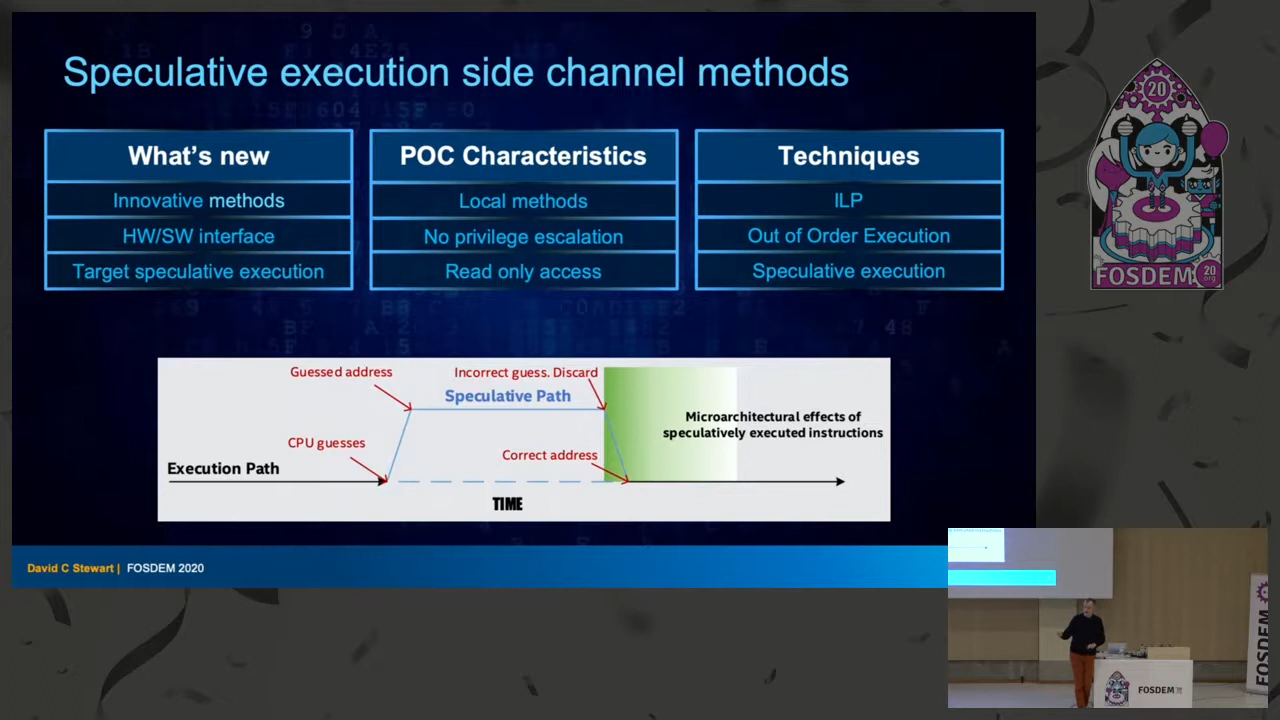 Speculative execution side channel methods
What's new
Innovative methods
HW/SW interface
Target speculative execution
POC Characteristics
Local methods
No privilege escalation
Read only access
Techniques
ILP
Out of Order Execution
Speculative execution
Guessed address
Incorrect guess. Discard
Speculative Path
Microarchitectural effects of
speculatively executed instructions
CPU guesses
Correct address
Execution Path
TIME
David C Stewart | FOSDEM 2020
20
FOSDEM
20
.org
FOSDEM
FOSDEM